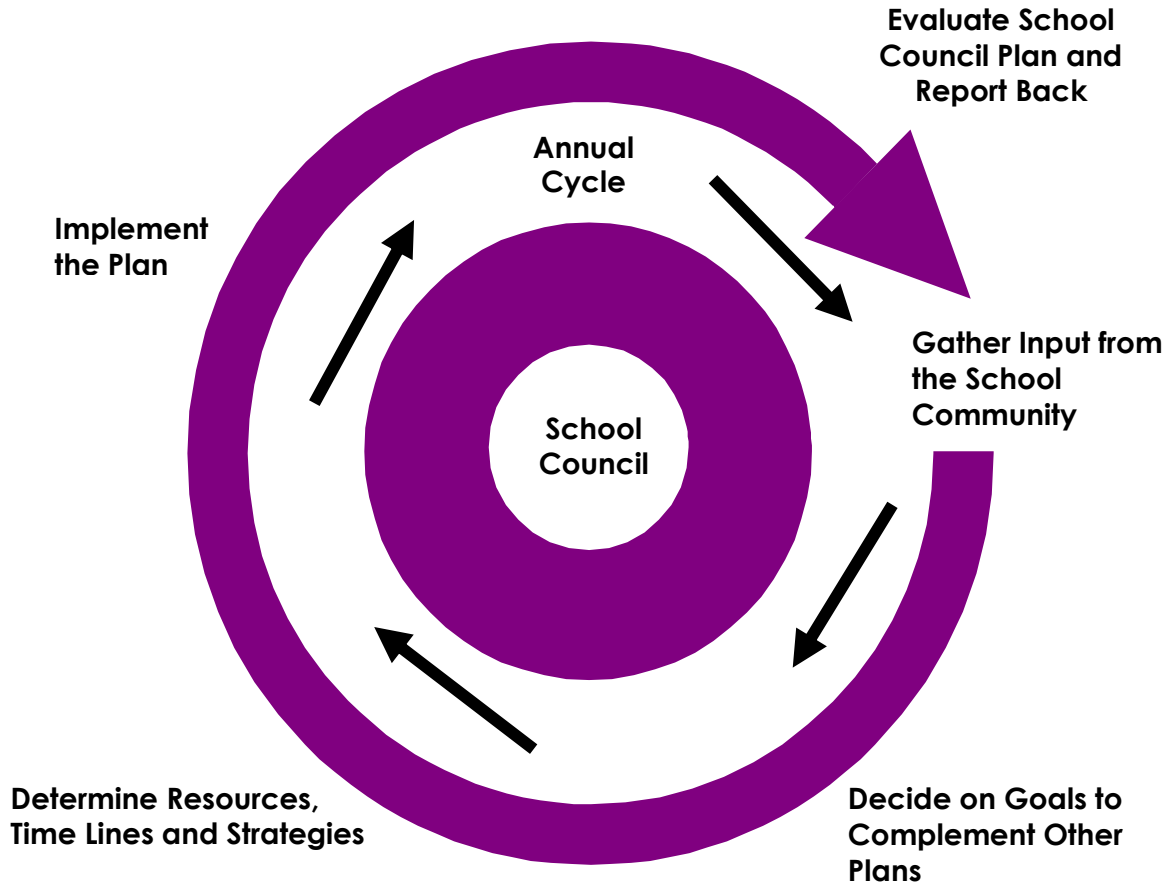 Evaluate School
Council Plan and
Report Back
Annual
Cycle
Implement
the Plan
Gather Input from
the School
Community
School
Council
Determine Resources,
Time Lines and Strategies
Decide on Goals to
Complement Other
Plans